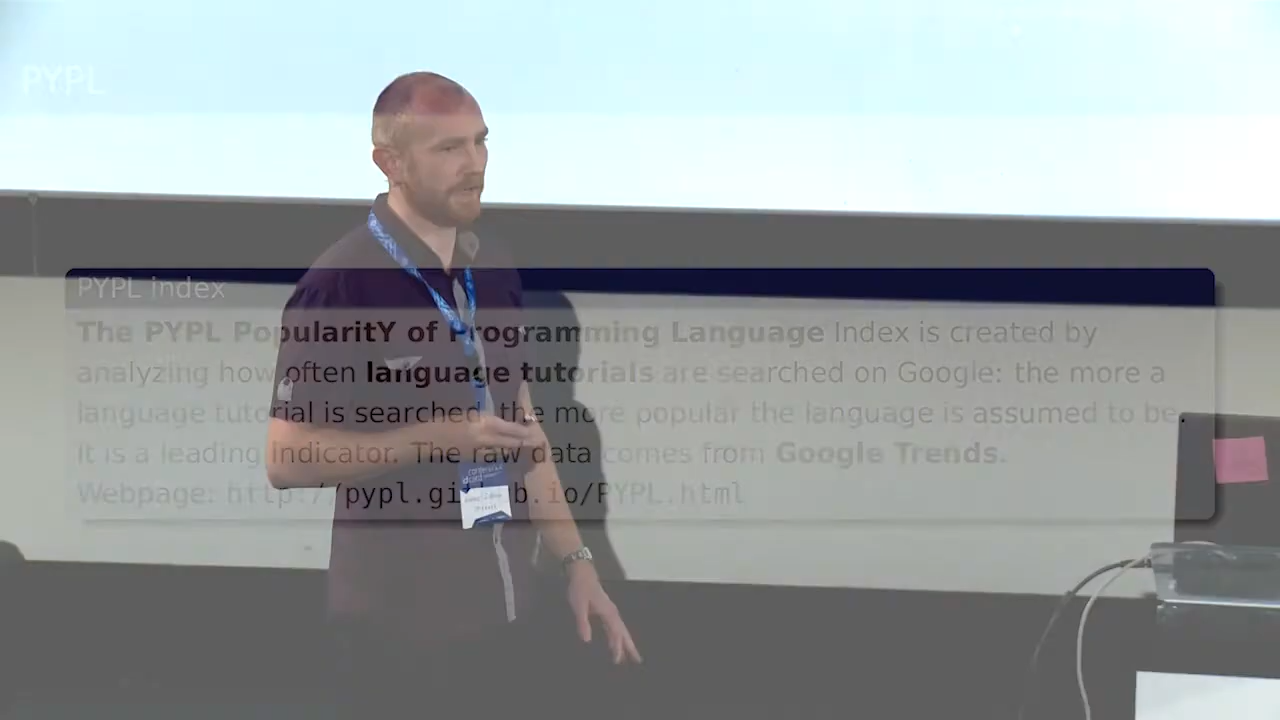 PYPL
PYPL index
The PYPL PopularitY of Programming Language Index is created by
analyzing how often language tutorials are searched on Google: the more a
language tutorial is searched, the more popular the language is assumed to be.
It is a leading indicator. The raw data comes from Google Trends.
Webpage: http://pypl.github.io/PYPL.html